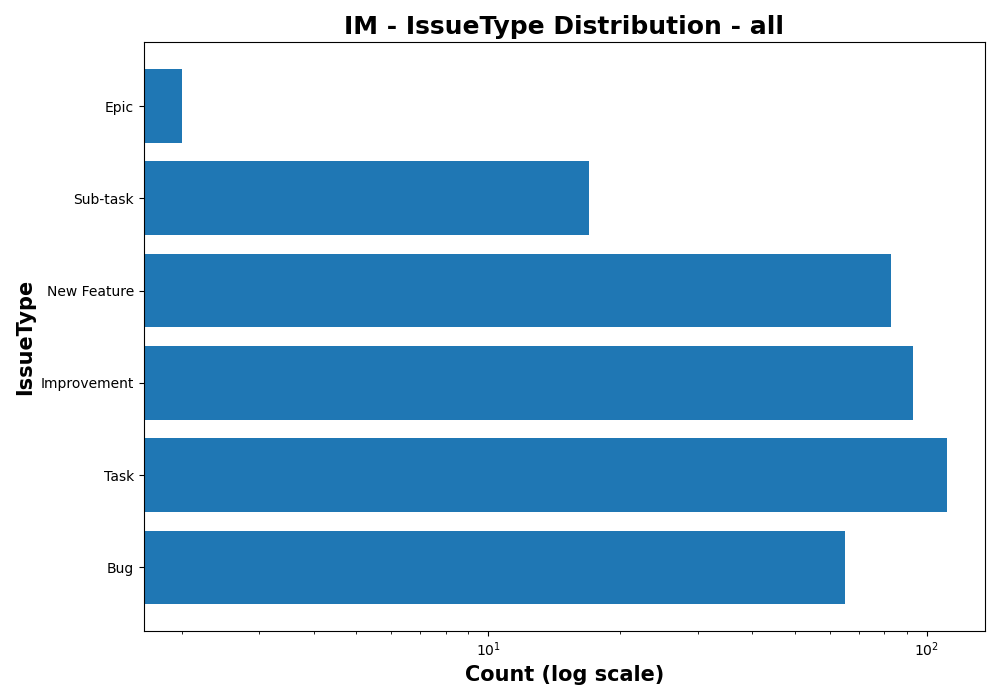 IM - IssueType Distribution - all
Epic
Sub-task
New Feature
Improvement
Task
Bug
IssueType
10¹
10²
Count (log scale)